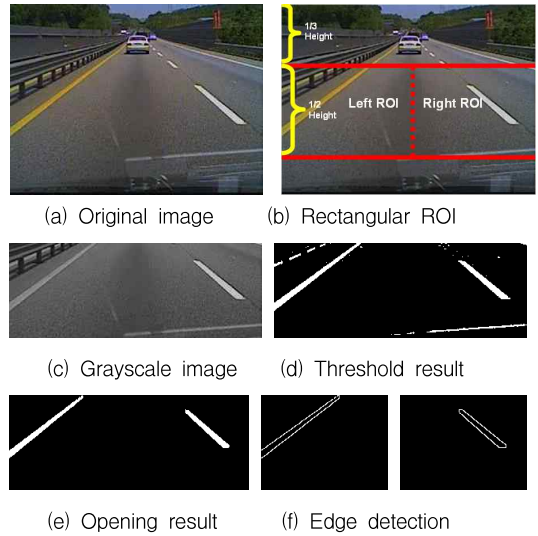 1/3
Height
1/2
Height
Left ROI
Right ROI
(a) Original image
(b) Rectangular ROI
(c) Grayscale image
(d) Threshold result
(e) Opening result
(f) Edge detection